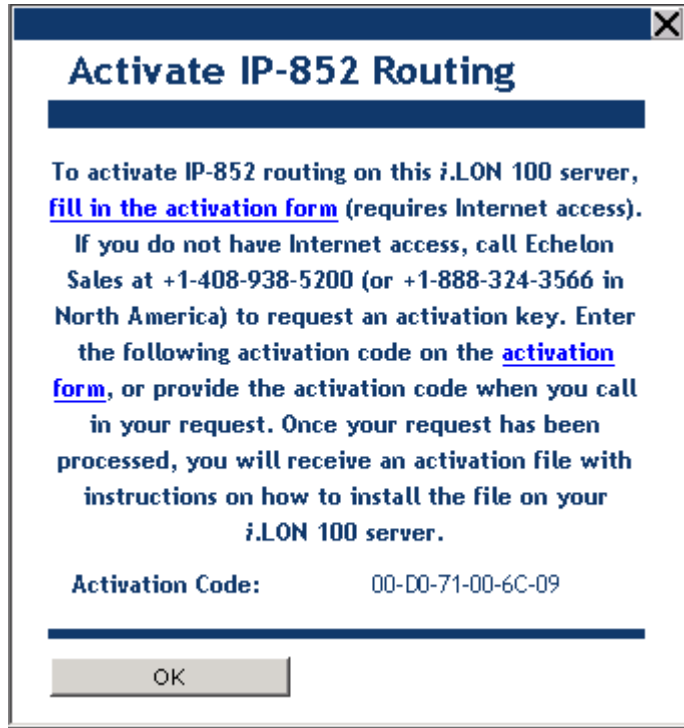 Activate IP-852 Routing
To activate IP-852 routing on this i.LON 100 server,
fill in the activation form (requires Internet access).
If you do not have Internet access, call Echelon
Sales at +1-408-938-5200 (or +1-888-324-3566 in
North America) to request an activation key. Enter
the following activation code on the activation
form, or provide the activation code when you call
in your request. Once your request has been
processed, you will receive an activation file with
instructions on how to install the file on your
i.LON 100 server.
Activation Code: 00-D0-71-00-6C-09
OK